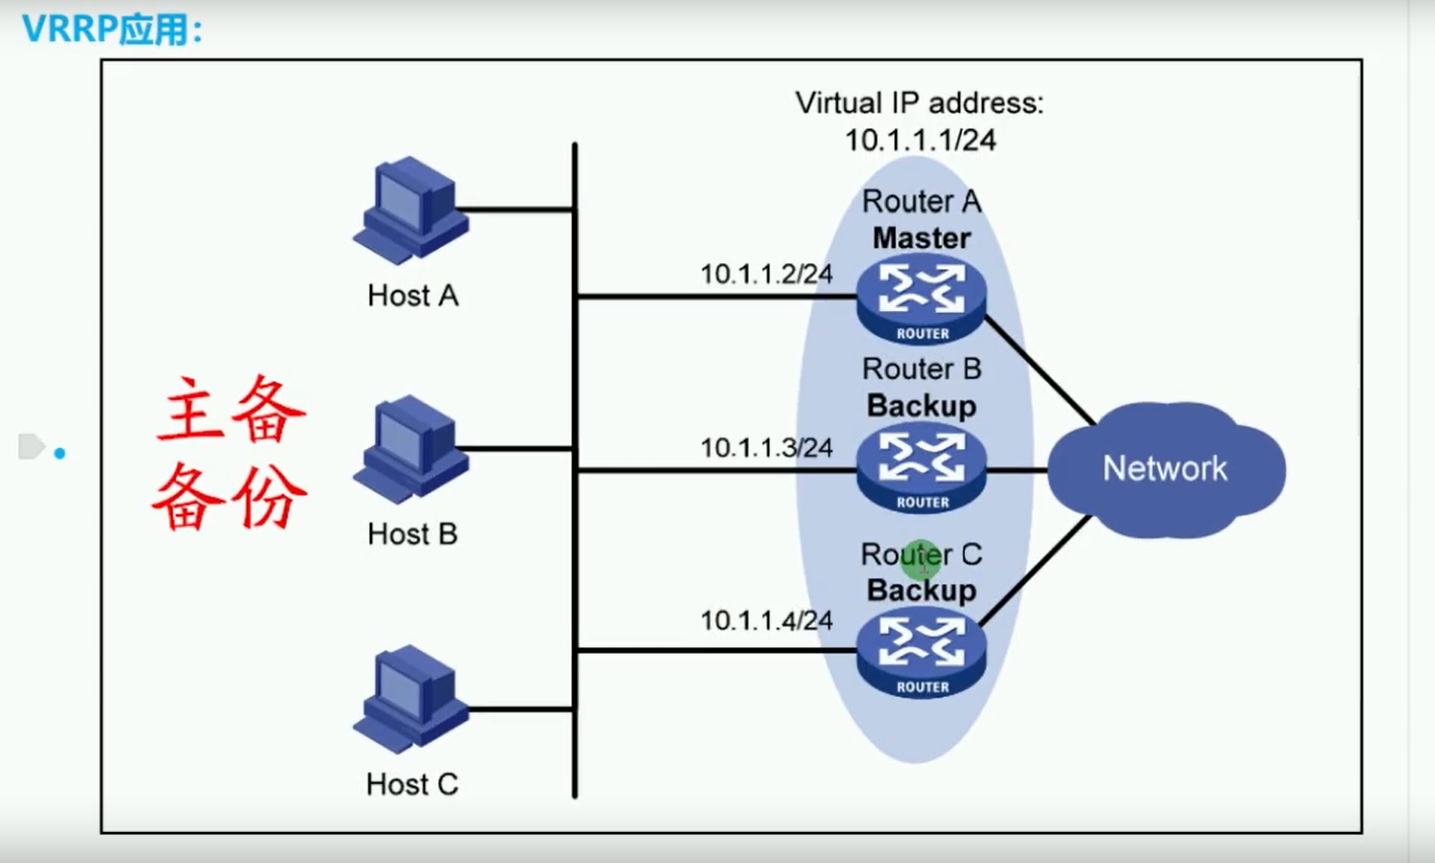 VRRP应用：
Virtual IP address:
10.1.1.1/24
Router A
Master
10.1.1.2/24
ROUTER
Host A
Router B
Backup
10.1.1.3/24
ROUTER
Network
主备
备份
Host B
Router C
Backup
10.1.1.4/24
ROUTER
Host C